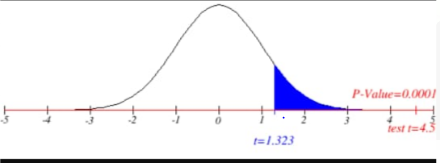 P-Value=0.0001
-5 -4 -3 -2 -1 0 1 2 3 4 5
test t=4.5
t=1.323